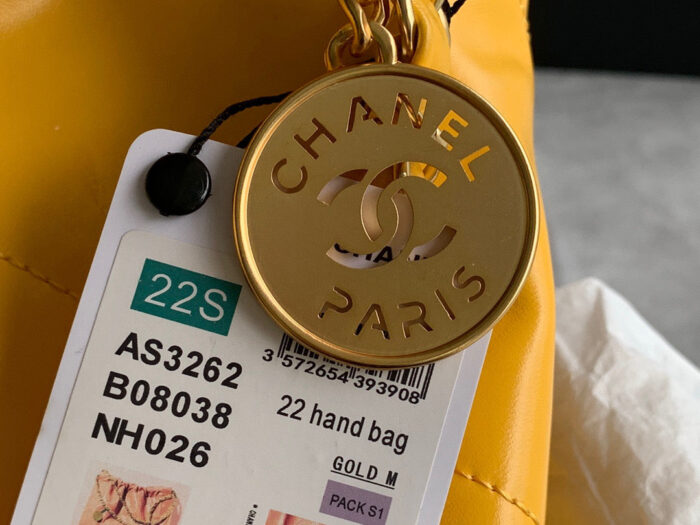 CHANEL
PARIS
22S
AS3262
B08038
NH026
3 572654 393908
22 hand bag
GOLD M
PACK S1